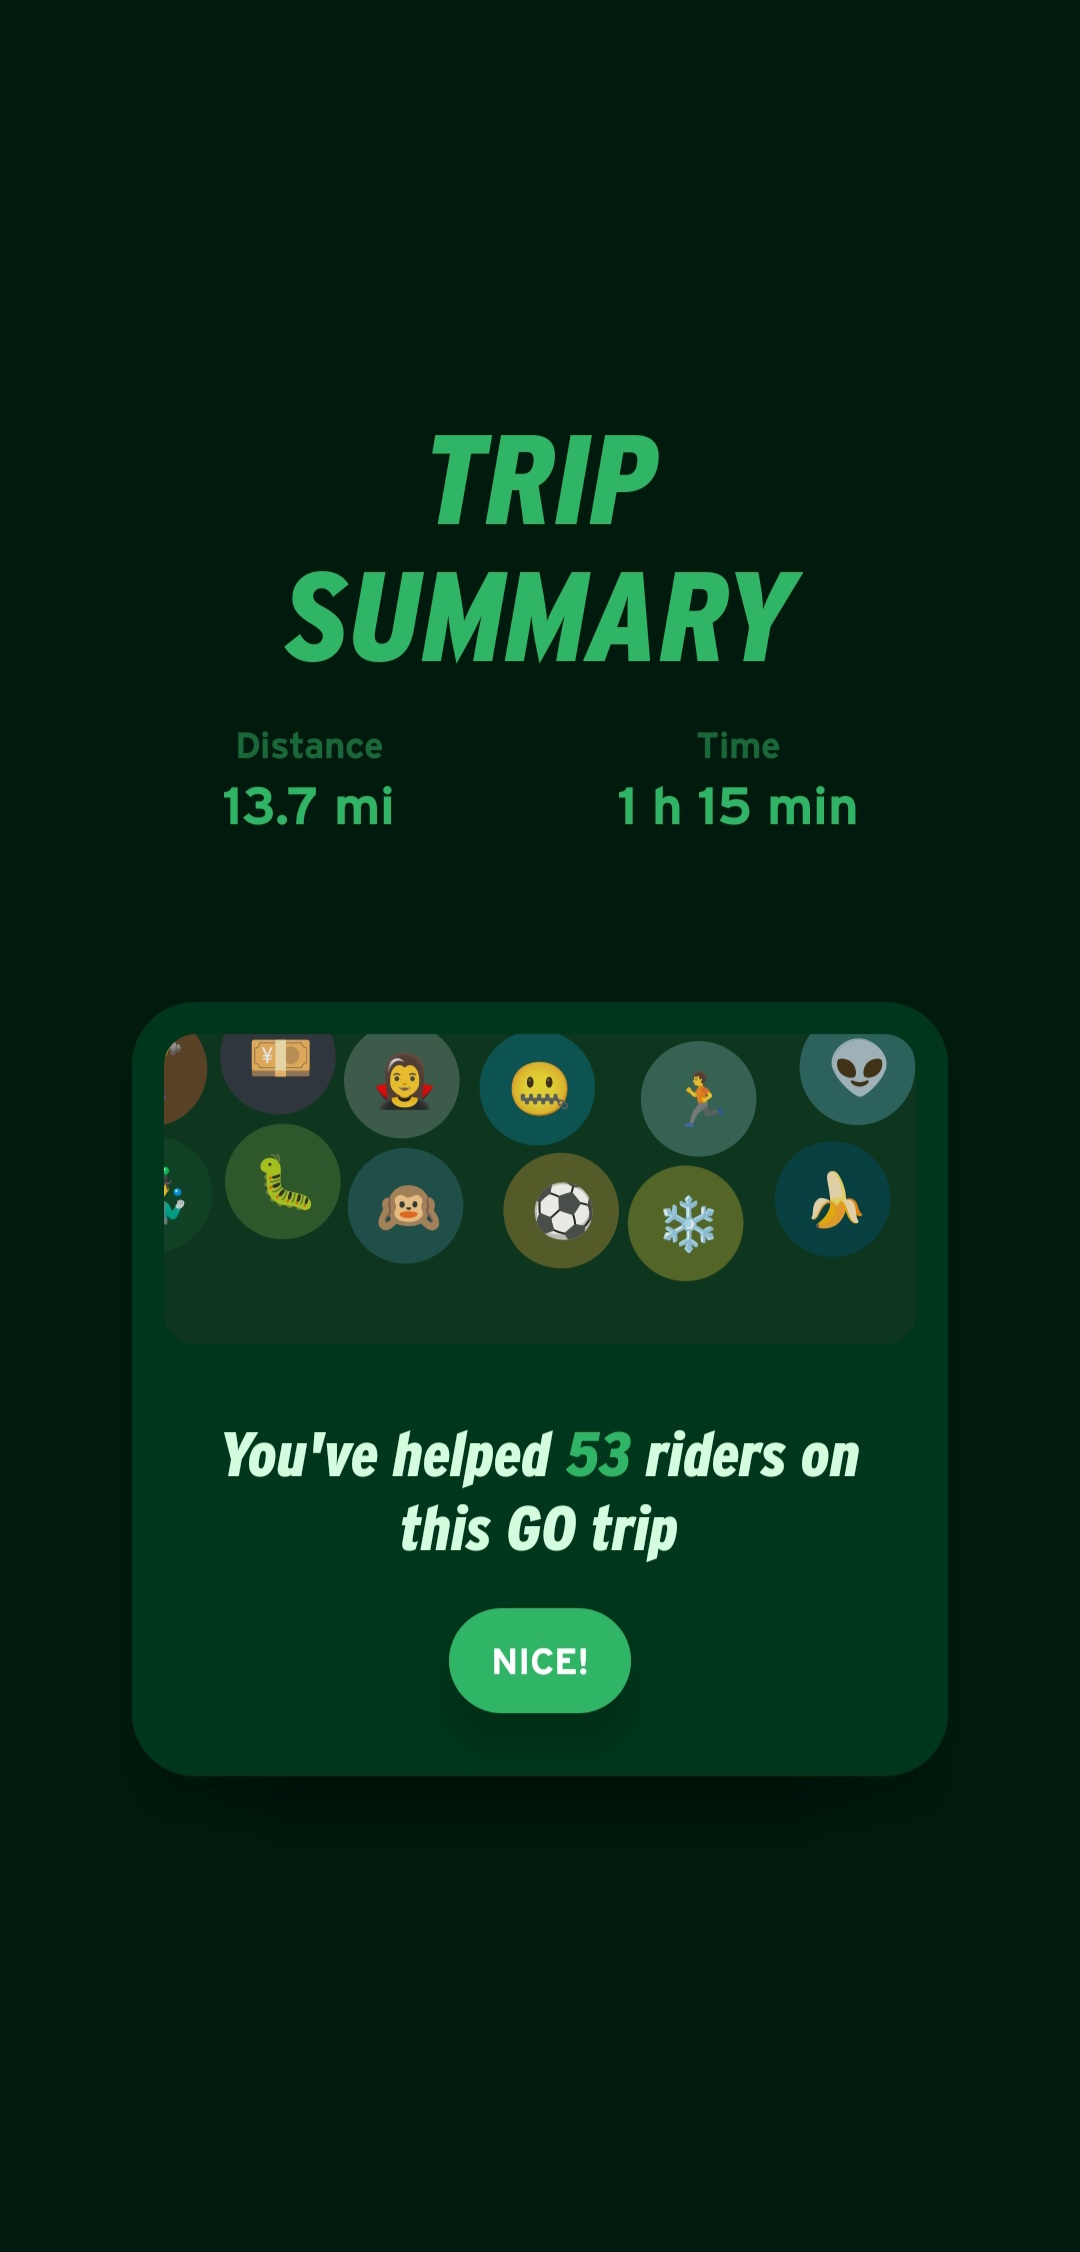 TRIP
SUMMARY
Distance
13.7 mi
Time
1 h 15 min
You've helped 53 riders on
this GO trip
NICE!